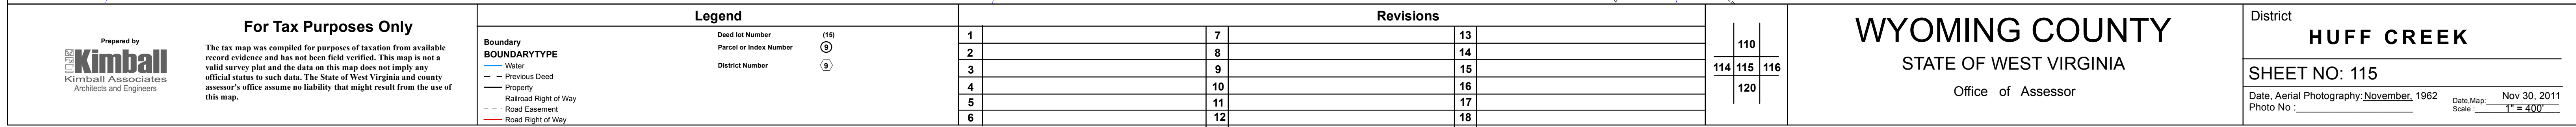 Prepared by
Kimball
Kimball Associates
Architects and Engineers
For Tax Purposes Only
The tax map was compiled for purposes of taxation from available
record evidence and has not been field verified. This map is not a
valid survey plat and the data on this map does not imply any
official status to such data. The State of West Virginia and county
assessor's office assume no liability that might result from the use of
this map.
Legend
Boundary
BOUNDARYTYPE
Water
Previous Deed
Property
Railroad Right of Way
Road Easement
Road Right of Way
Deed lot Number (15)
Parcel or Index Number 9
District Number 9
Revisions
1 7 13
2 8 14
3 9 15
4 10 16
5 11 17
6 12 18
110
114 115 116
120
WYOMING COUNTY
STATE OF WEST VIRGINIA
Office of Assessor
District
HUFF CREEK
SHEET NO: 115
Date, Aerial Photography: November, 1962
Photo No :
Date,Map: Nov 30, 2011
Scale : 1" = 400'